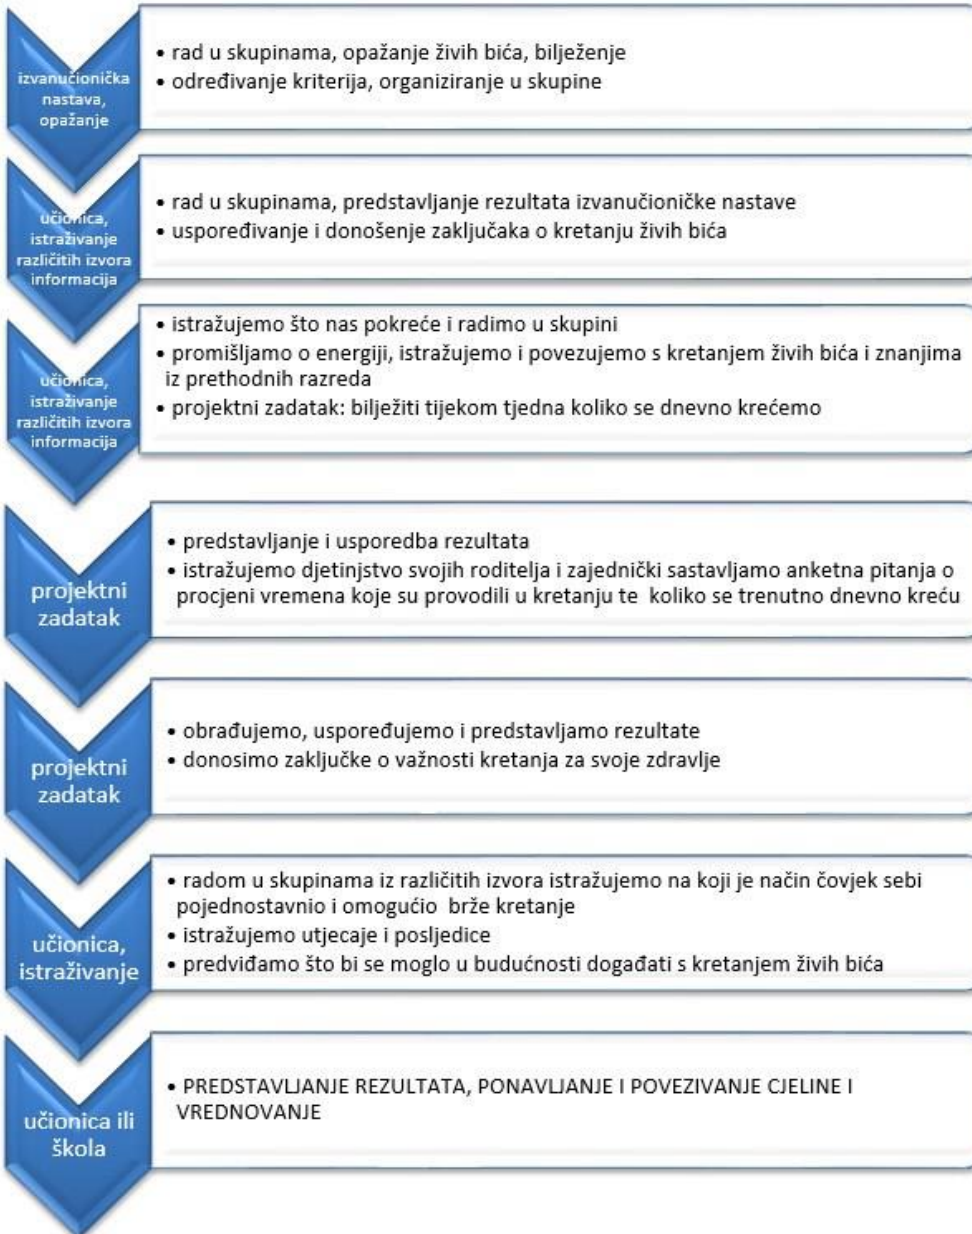 izvanučionička
nastava,
opažanje
• rad u skupinama, opažanje živih bića, bilježenje
• određivanje kriterija, organiziranje u skupine
učionica,
istraživanje
različitih izvora
informacija
• rad u skupinama, predstavljanje rezultata izvanučioničke nastave
• uspoređivanje i donošenje zaključaka o kretanju živih bića
učionica,
istraživanje
različitih izvora
informacija
• istražujemo što nas pokreće i radimo u skupini
• promišljamo o energiji, istražujemo i povezujemo s kretanjem živih bića i znanjima
iz prethodnih razreda
• projektni zadatak: bilježiti tijekom tjedna koliko se dnevno krećemo
projektni
zadatak
• predstavljanje i usporedba rezultata
• istražujemo djetinjstvo svojih roditelja i zajednički sastavljamo anketna pitanja o
procjeni vremena koje su provodili u kretanju te koliko se trenutno dnevno kreću
projektni
zadatak
• obrađujemo, uspoređujemo i predstavljamo rezultate
• donosimo zaključke o važnosti kretanja za svoje zdravlje
učionica,
istraživanje
• radom u skupinama iz različitih izvora istražujemo na koji je način čovjek sebi
pojednostavnio i omogućio brže kretanje
• istražujemo utjecaje i posljedice
• predviđamo što bi se moglo u budućnosti događati s kretanjem živih bića
učionica ili
škola
• PREDSTAVLJANJE REZULTATA, PONAVLJANJE I POVEZIVANJE CJELINE I
VREDNOVANJE